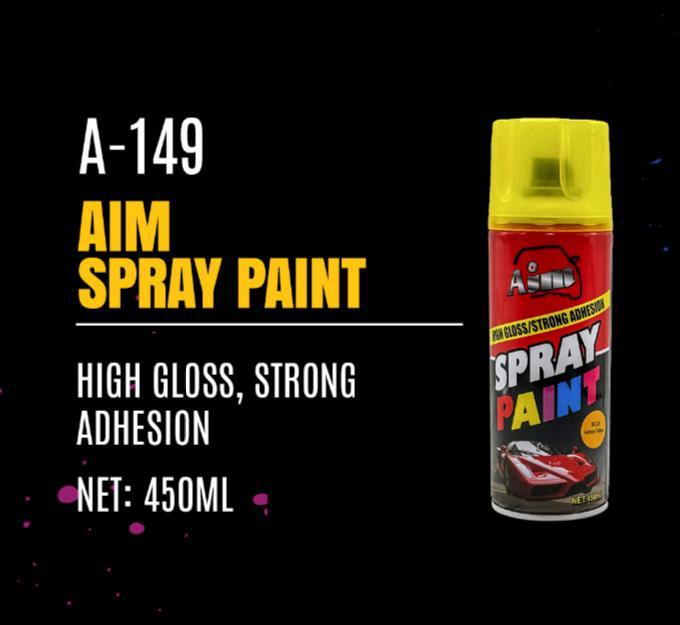 A-149
AIM
SPRAY PAINT
HIGH GLOSS, STRONG
ADHESION
NET: 450ML
Aim
HIGH GLOSS/STRONG ADHESION
SPRAY
PAINT